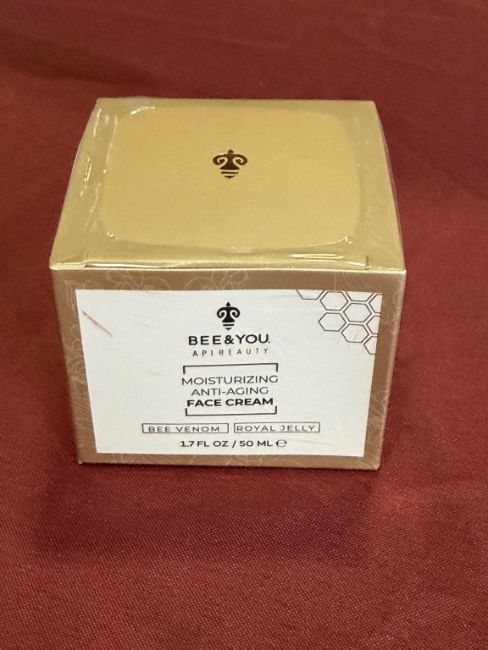 BEE&YOU
APIBEAUTY
MOISTURIZING
ANTI-AGING
FACE CREAM
BEE VENOM ROYAL JELLY
1.7 FL OZ / 50 ML ℮